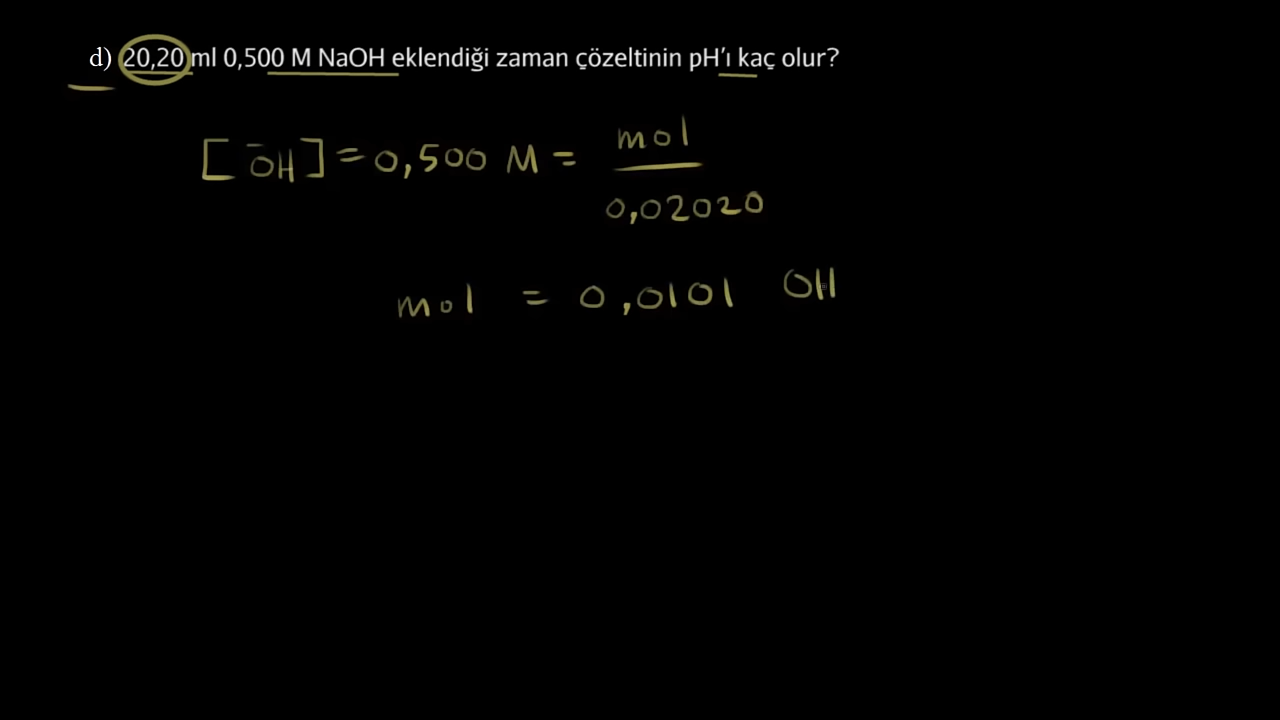 d) 20,20 ml 0,500 M NaOH eklendiği zaman çözeltinin pH’ı kaç olur?
[ ⁻OH ] = 0,500 M = mol
0,02020
mol = 0,0101 OH